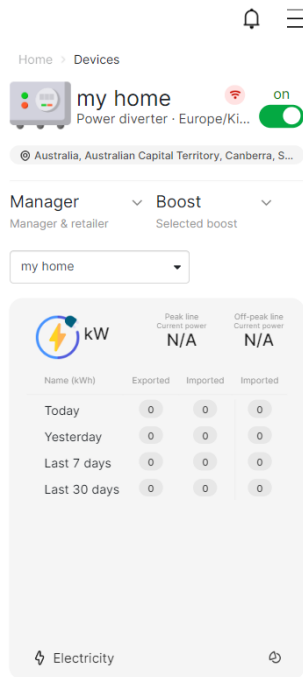 Home > Devices
my home
on
Power diverter · Europe/Ki...
Australia, Australian Capital Territory, Canberra, S...
Manager
Boost
Manager & retailer
Selected boost
my home
kW
Peak line
Current power
N/A
Off-peak line
Current power
N/A
Name (kWh) Exported Imported Imported
Today 0 0 0
Yesterday 0 0 0
Last 7 days 0 0 0
Last 30 days 0 0 0
Electricity